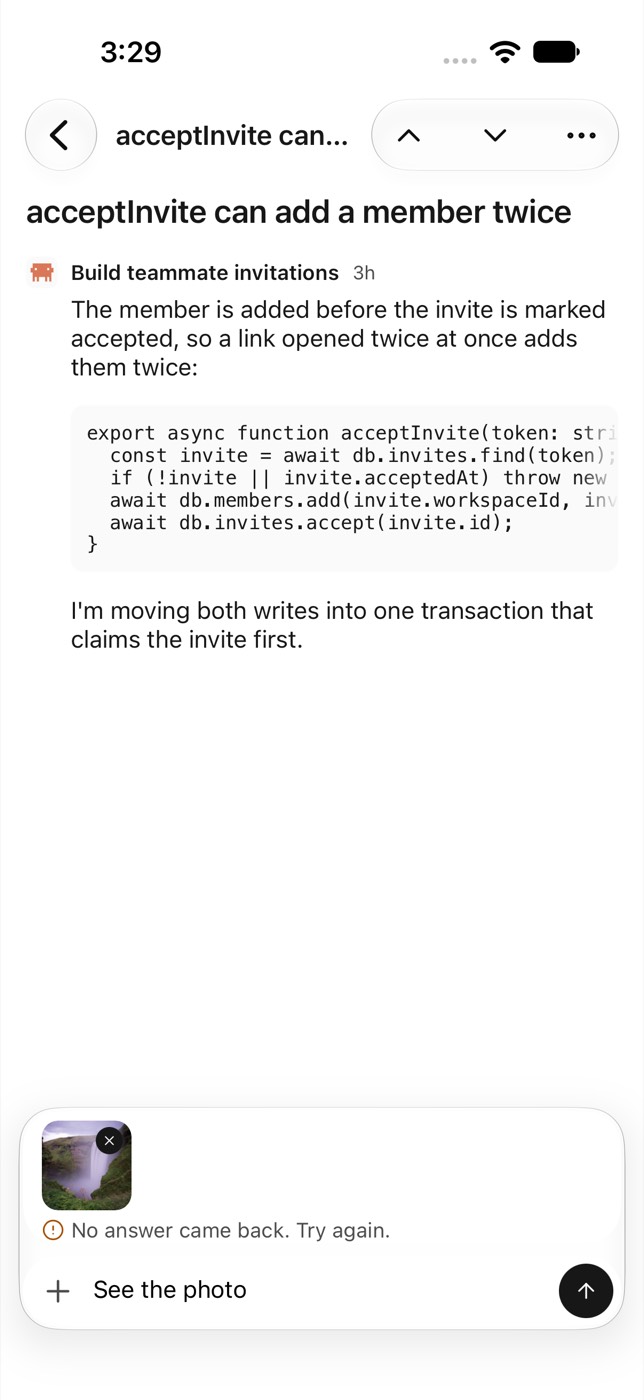 3:29
acceptInvite can...
acceptInvite can add a member twice
Build teammate invitations 3h
The member is added before the invite is marked
accepted, so a link opened twice at once adds
them twice:
export async function acceptInvite(token: stri
  const invite = await db.invites.find(token);
  if (!invite || invite.acceptedAt) throw new
  await db.members.add(invite.workspaceId, inv
  await db.invites.accept(invite.id);
}
I'm moving both writes into one transaction that
claims the invite first.
No answer came back. Try again.
See the photo